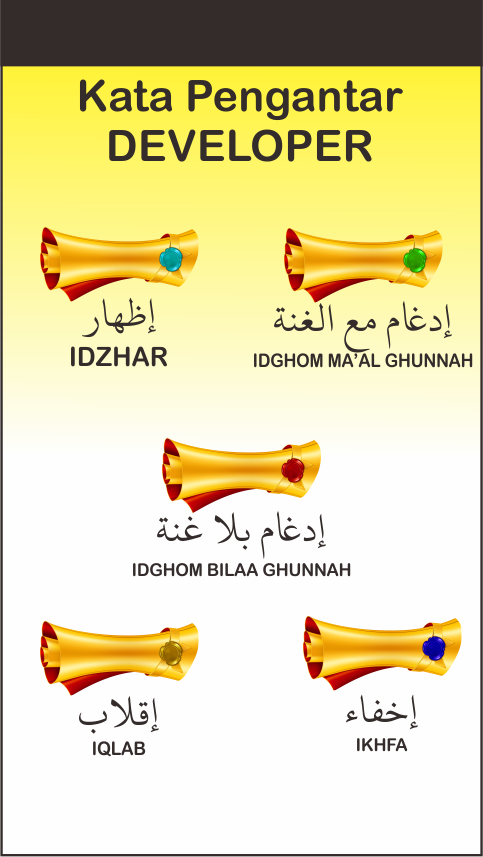 Kata Pengantar
DEVELOPER
إظهار
IDZHAR
إدغام مع الغنة
IDGHOM MA’AL GHUNNAH
إدغام بلا غنة
IDGHOM BILAA GHUNNAH
إقلاب
IQLAB
إخفاء
IKHFA